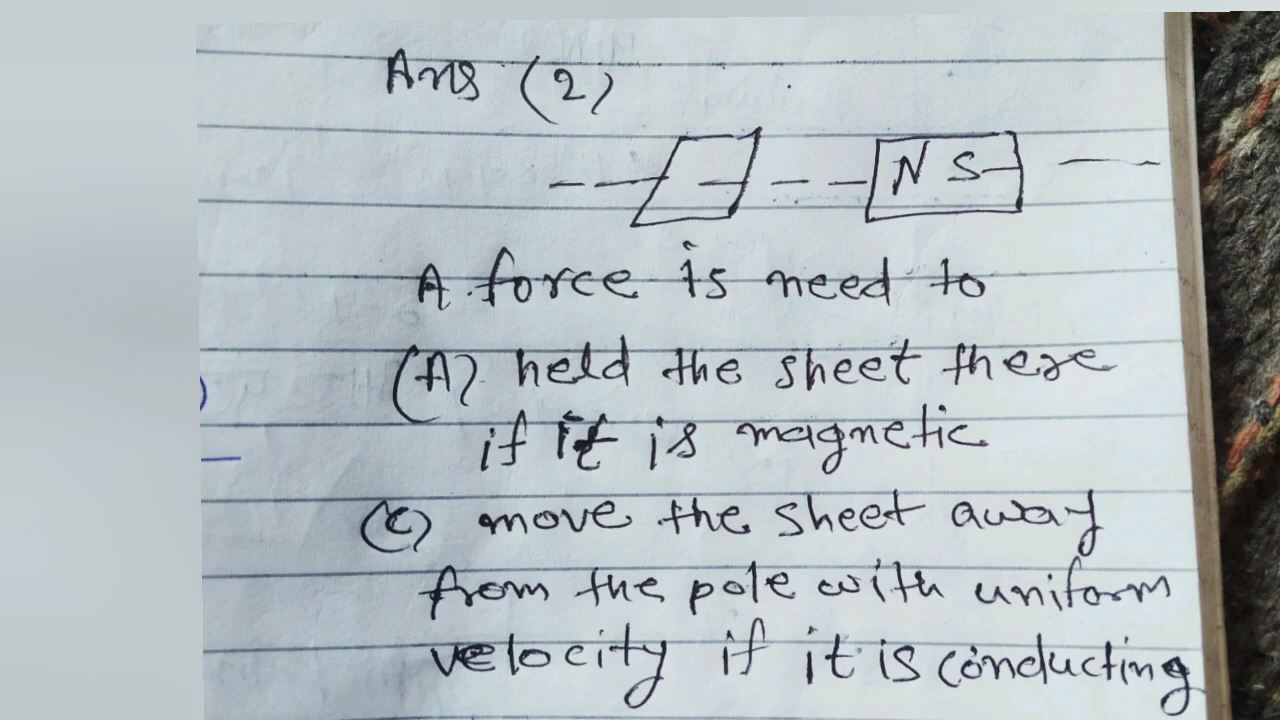 Ans (2)
N S
A force is need to
(A) held the sheet there
if it is magnetic
(C) move the sheet away
from the pole with uniform
velocity if it is conducting